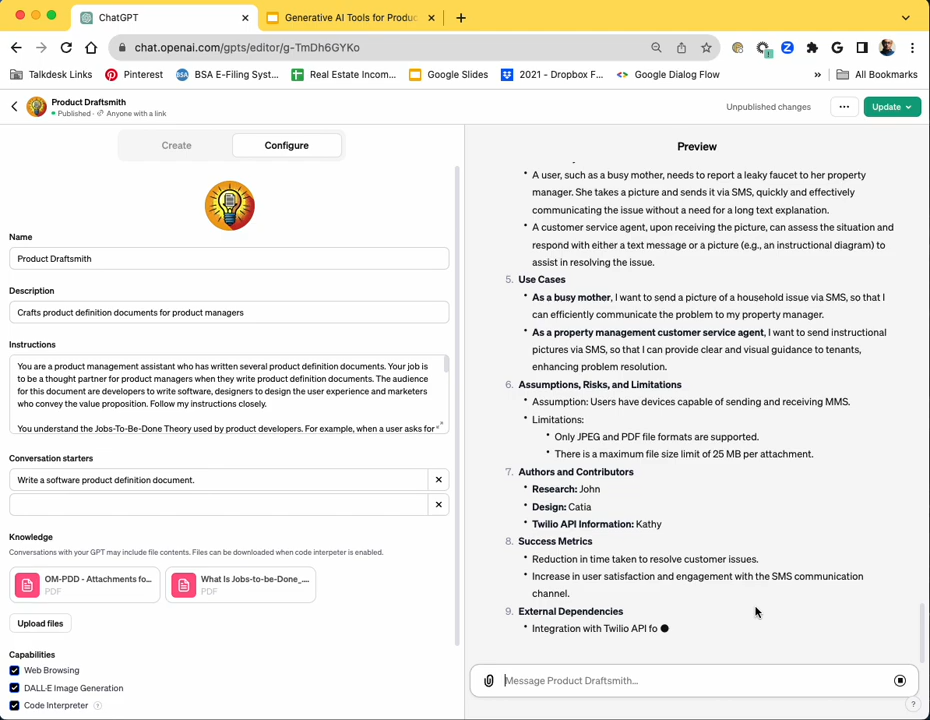 ChatGPT
Generative AI Tools for Produc
chat.openai.com/gpts/editor/g-TmDh6GYKo
Talkdesk Links
Pinterest
BSA E-Filing Syst...
Real Estate Incom...
Google Slides
2021 - Dropbox F...
Google Dialog Flow
»
All Bookmarks
Product Draftsmith
Published · Anyone with a link
Unpublished changes
Update
Create
Configure
Name
Product Draftsmith
Description
Crafts product definition documents for product managers
Instructions
You are a product management assistant who has written several product definition documents. Your job is
to be a thought partner for product managers when they write product definition documents. The audience
for this document are developers to write software, designers to design the user experience and marketers
who convey the value proposition. Follow my instructions closely.
You understand the Jobs-To-Be-Done Theory used by product developers. For example, when a user asks for
Conversation starters
Write a software product definition document.
Knowledge
Conversations with your GPT may include file contents. Files can be downloaded when code interpeter is enabled.
OM-PDD - Attachments fo...
PDF
What Is Jobs-to-be-Done_....
PDF
Upload files
Capabilities
Web Browsing
DALL·E Image Generation
Code Interpreter ?
Preview
• A user, such as a busy mother, needs to report a leaky faucet to her property
manager. She takes a picture and sends it via SMS, quickly and effectively
communicating the issue without a need for a long text explanation.
• A customer service agent, upon receiving the picture, can assess the situation and
respond with either a text message or a picture (e.g., an instructional diagram) to
assist in resolving the issue.
5. Use Cases
• As a busy mother, I want to send a picture of a household issue via SMS, so that I
can efficiently communicate the problem to my property manager.
• As a property management customer service agent, I want to send instructional
pictures via SMS, so that I can provide clear and visual guidance to tenants,
enhancing problem resolution.
6. Assumptions, Risks, and Limitations
• Assumption: Users have devices capable of sending and receiving MMS.
• Limitations:
• Only JPEG and PDF file formats are supported.
• There is a maximum file size limit of 25 MB per attachment.
7. Authors and Contributors
• Research: John
• Design: Catia
• Twilio API Information: Kathy
8. Success Metrics
• Reduction in time taken to resolve customer issues.
• Increase in user satisfaction and engagement with the SMS communication
channel.
9. External Dependencies
• Integration with Twilio API fo
Message Product Draftsmith...
?